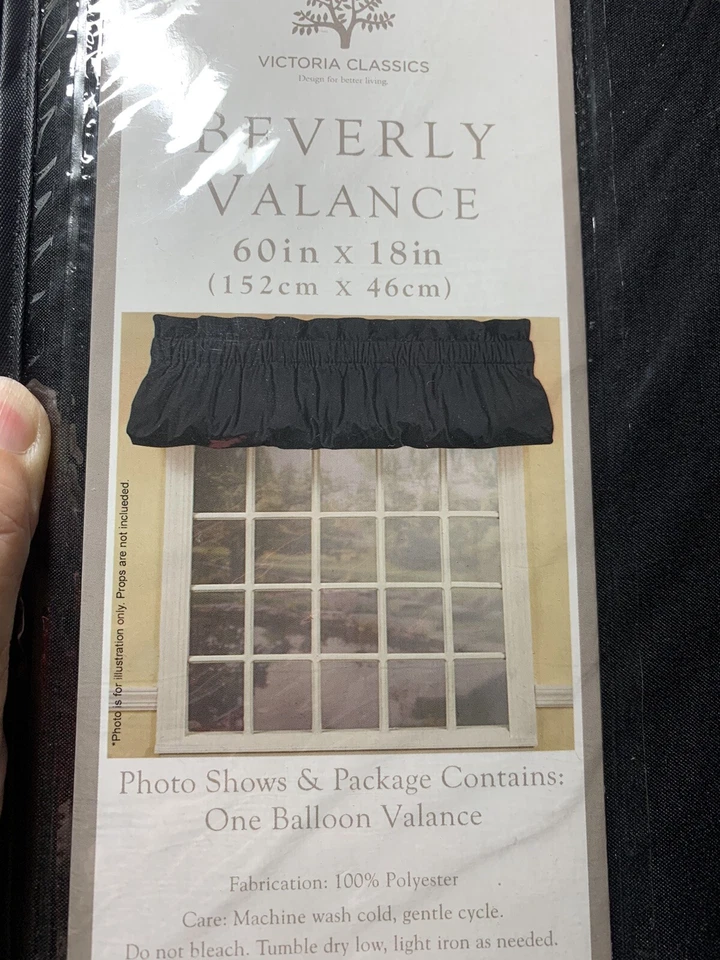 VICTORIA CLASSICS
Design for better living.
BEVERLY
VALANCE
60in x 18in
(152cm x 46cm)
*Photo is for illustration only. Props are not inclueded.
Photo Shows & Package Contains:
One Balloon Valance
Fabrication: 100% Polyester
Care: Machine wash cold, gentle cycle.
Do not bleach. Tumble dry low, light iron as needed.